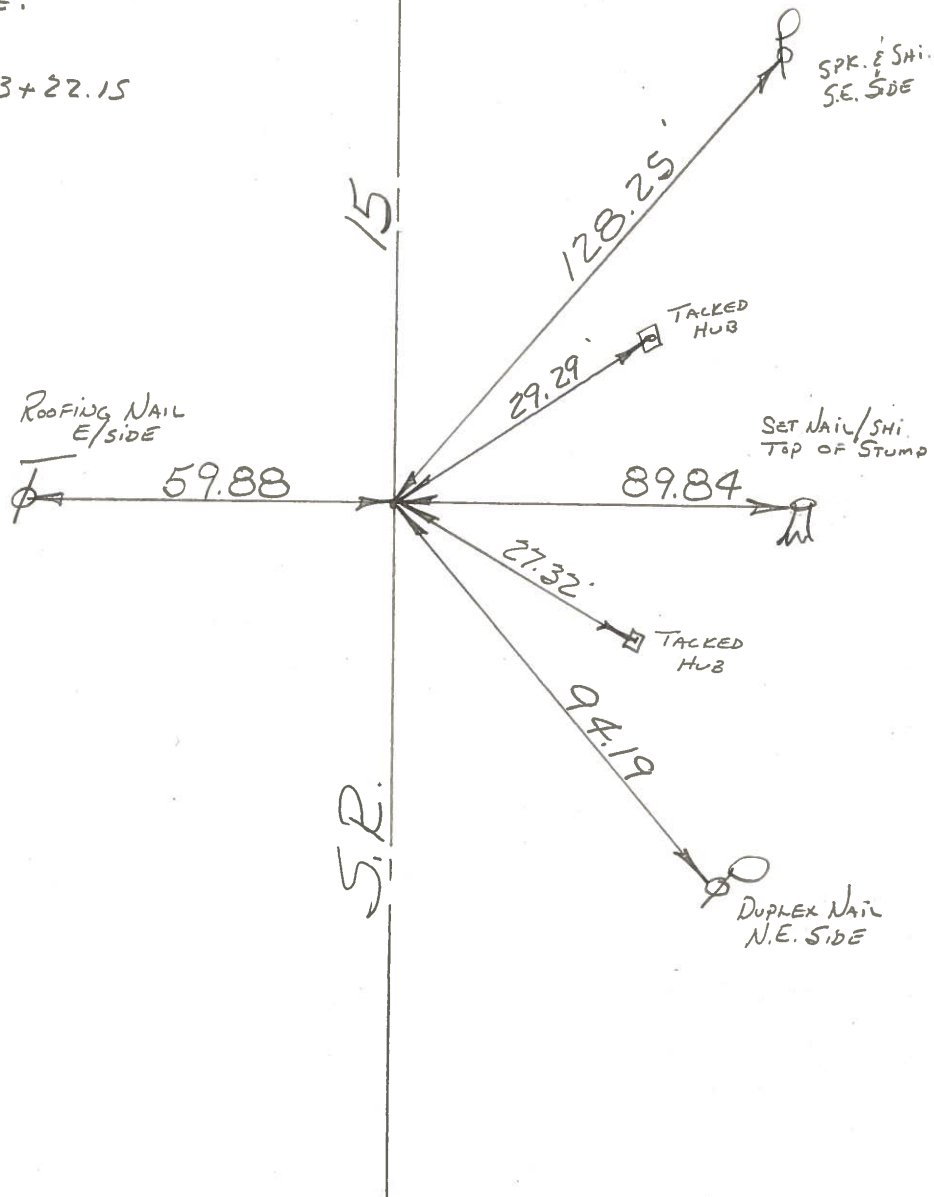 3+22.15
SPK. & SHI.
S.E. SIDE
15
128.25'
TACKED
HUB
29.29'
ROOFING NAIL
E/SIDE
SET NAIL/SHI.
TOP OF STUMP
59.88
89.84
27.32'
TACKED
HUB
94.19
S.R.
DUPLEX NAIL
N.E. SIDE